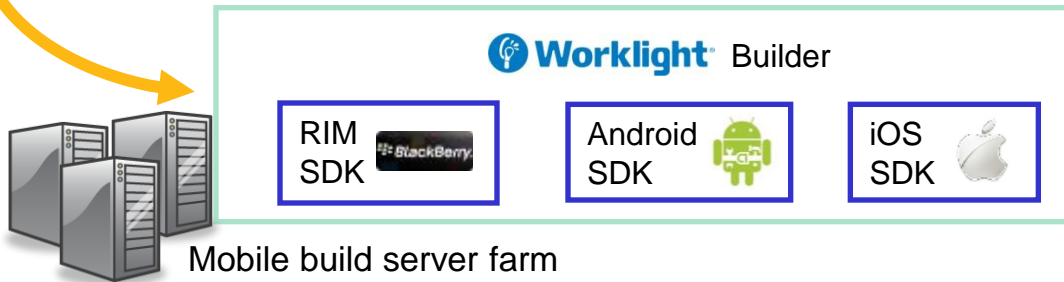 Worklight Builder
RIM
SDK
BlackBerry.
Android
SDK
iOS
SDK
Mobile build server farm